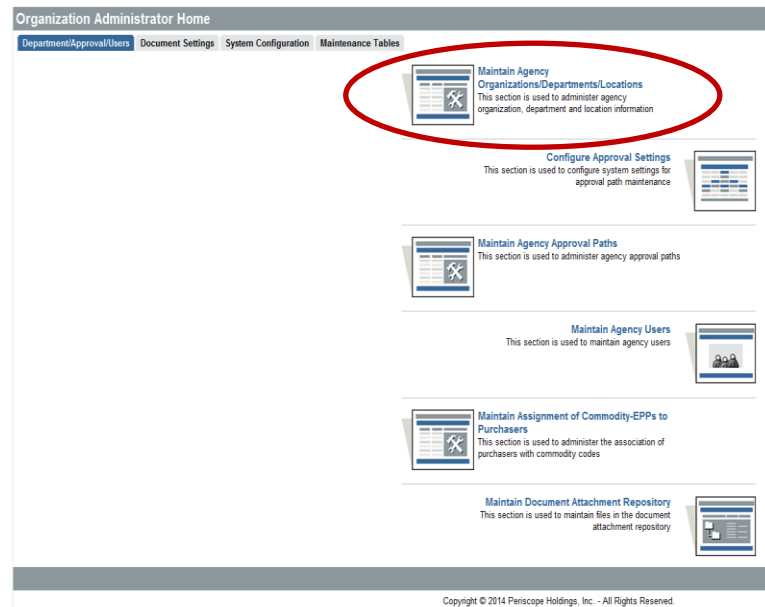 Organization Administrator Home
Department/Approval/Users Document Settings System Configuration Maintenance Tables
Maintain Agency
Organizations/Departments/Locations
This section is used to administer agency
organization, department and location information
Configure Approval Settings
This section is used to configure system settings for
approval path maintenance
Maintain Agency Approval Paths
This section is used to administer agency approval paths
Maintain Agency Users
This section is used to maintain agency users
Maintain Assignment of Commodity-EPPs to
Purchasers
This section is used to administer the association of
purchasers with commodity codes
Maintain Document Attachment Repository
This section is used to maintain files in the document
attachment repository
Copyright © 2014 Periscope Holdings, Inc. - All Rights Reserved.